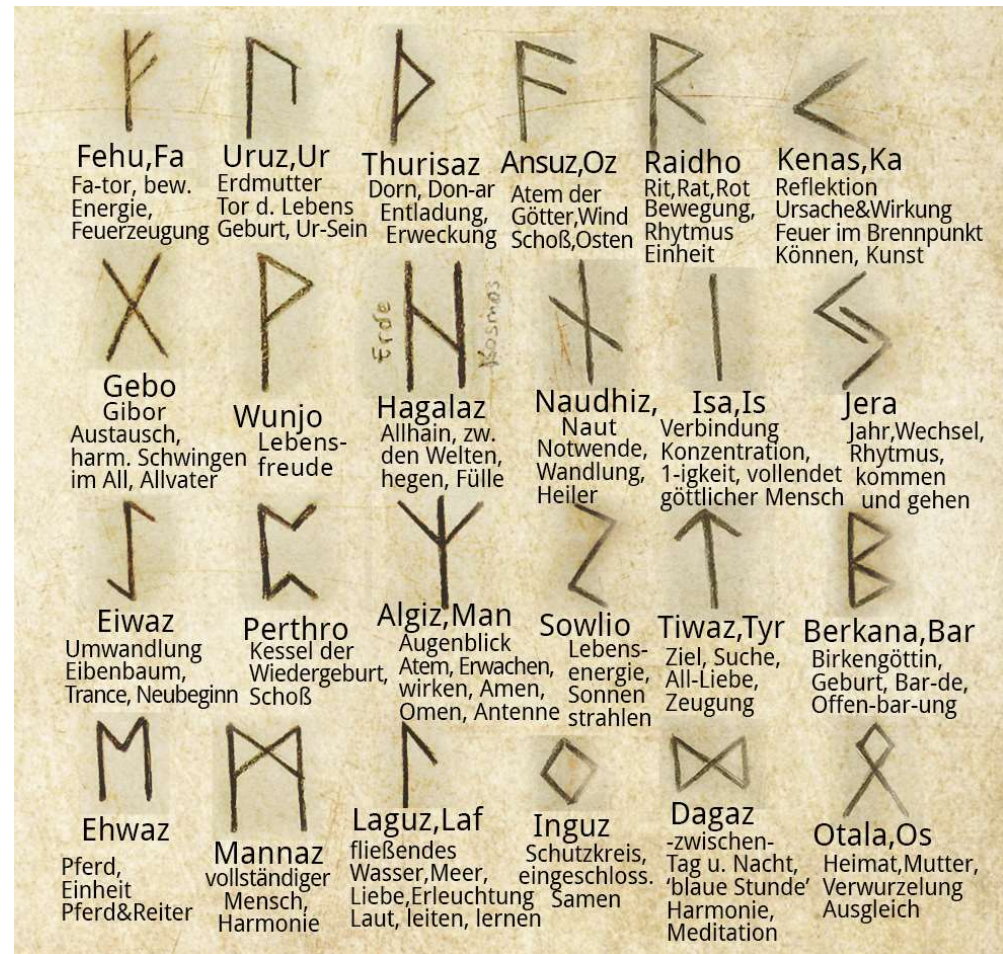 Fehu,Fa
Fa-tor, bew.
Energie,
Feuerzeugung
Uruz,Ur
Erdmutter
Tor d. Lebens
Geburt, Ur-Sein
Thurisaz
Dorn, Don-ar
Entladung,
Erweckung
Ansuz,Oz
Atem der
Götter,Wind
Schoß,Osten
Raidho
Rit,Rat,Rot
Bewegung,
Rhytmus
Einheit
Kenas,Ka
Reflektion
Ursache&Wirkung
Feuer im Brennpunkt
Können, Kunst
Gebo
Gibor
Austausch,
harm. Schwingen
im All, Allvater
Wunjo
Lebens-
freude
Erde
Kosmos
Hagalaz
Allhain, zw.
den Welten,
hegen, Fülle
Naudhiz,
Naut
Notwende,
Wandlung,
Heiler
Isa,Is
Verbindung
Konzentration,
1-igkeit, vollendet
göttlicher Mensch
Jera
Jahr,Wechsel,
Rhytmus,
kommen
und gehen
Eiwaz
Umwandlung
Eibenbaum,
Trance, Neubeginn
Perthro
Kessel der
Wiedergeburt,
Schoß
Algiz,Man
Augenblick
Atem, Erwachen,
wirken, Amen,
Omen, Antenne
Sowlio
Lebens-
energie,
Sonnen
strahlen
Tiwaz,Tyr
Ziel, Suche,
All-Liebe,
Zeugung
Berkana,Bar
Birkengöttin,
Geburt, Bar-de,
Offen-bar-ung
Ehwaz
Pferd,
Einheit
Pferd&Reiter
Mannaz
vollständiger
Mensch,
Harmonie
Laguz,Laf
fließendes
Wasser,Meer,
Liebe,Erleuchtung
Laut, leiten, lernen
Inguz
Schutzkreis,
eingeschloss.
Samen
Dagaz
-zwischen-
Tag u. Nacht,
‘blaue Stunde’
Harmonie,
Meditation
Otala,Os
Heimat,Mutter,
Verwurzelung
Ausgleich